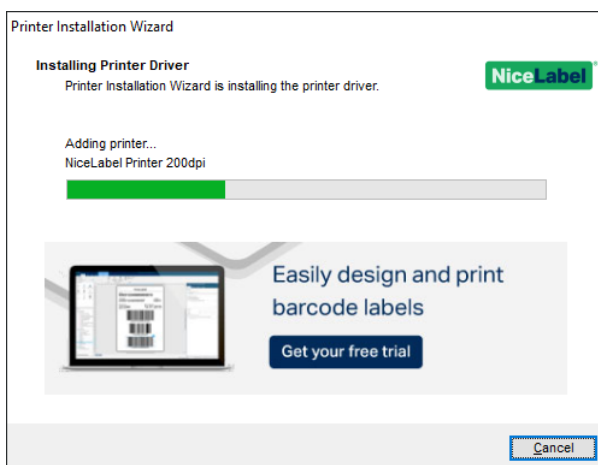 Printer Installation Wizard
Installing Printer Driver
Printer Installation Wizard is installing the printer driver.
NiceLabel
Adding printer...
NiceLabel Printer 200dpi
Easily design and print
barcode labels
Get your free trial
Cancel